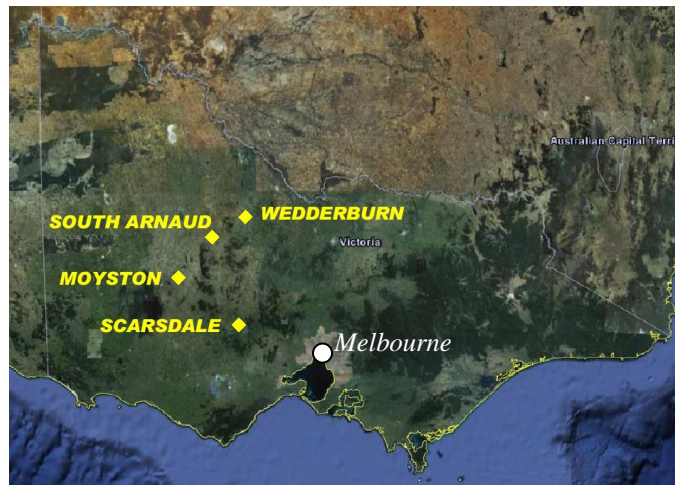 Australian Capital Terri
WEDDERBURN
SOUTH ARNAUD
Victoria
MOYSTON
SCARSDALE
Melbourne